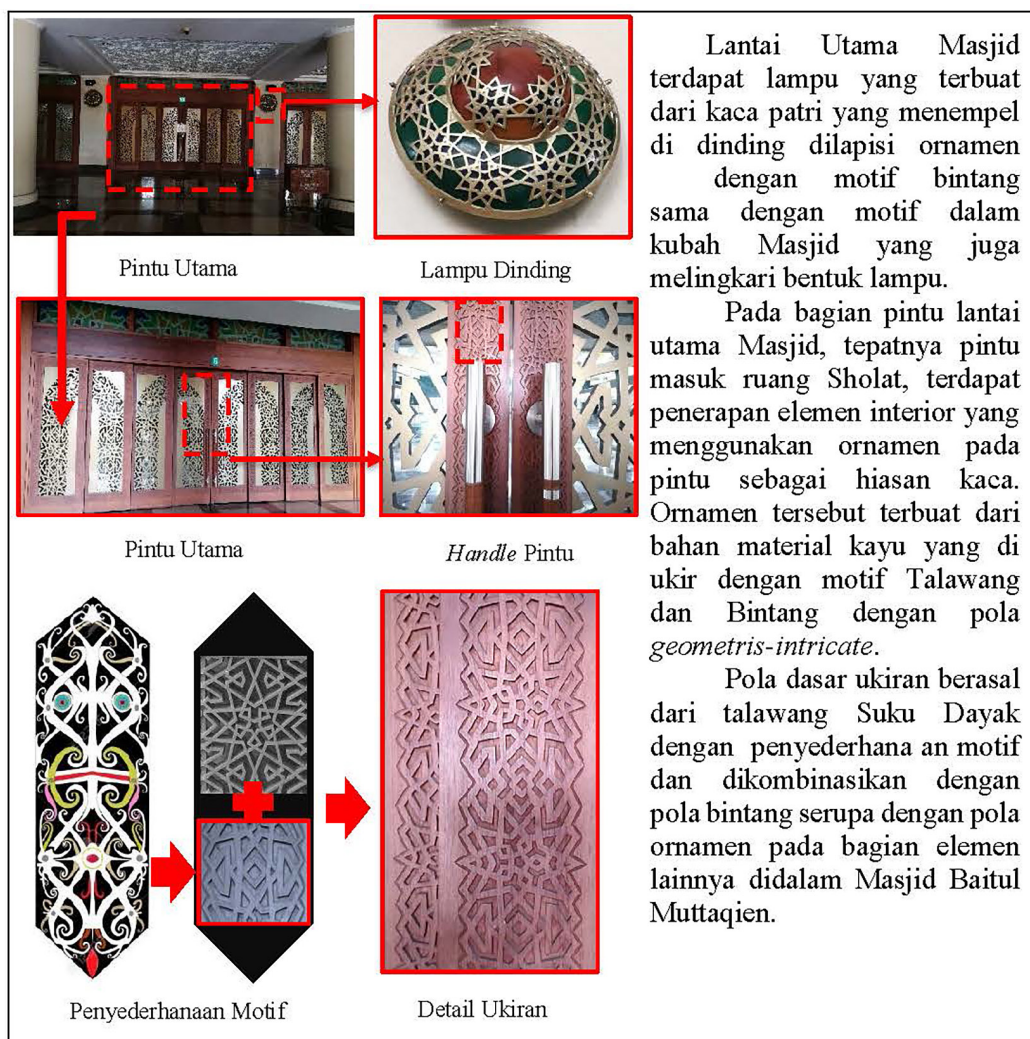 Pintu Utama
Lampu Dinding
Pintu Utama
Handle Pintu
Penyederhanaan Motif
Detail Ukiran
Lantai Utama Masjid
terdapat lampu yang terbuat
dari kaca patri yang menempel
di dinding dilapisi ornamen
dengan motif bintang
sama dengan motif dalam
kubah Masjid yang juga
melingkari bentuk lampu.
Pada bagian pintu lantai
utama Masjid, tepatnya pintu
masuk ruang Sholat, terdapat
penerapan elemen interior yang
menggunakan ornamen pada
pintu sebagai hiasan kaca.
Ornamen tersebut terbuat dari
bahan material kayu yang di
ukir dengan motif Talawang
dan Bintang dengan pola
geometris-intricate.
Pola dasar ukiran berasal
dari talawang Suku Dayak
dengan penyederhana an motif
dan dikombinasikan dengan
pola bintang serupa dengan pola
ornamen pada bagian elemen
lainnya didalam Masjid Baitul
Muttaqien.